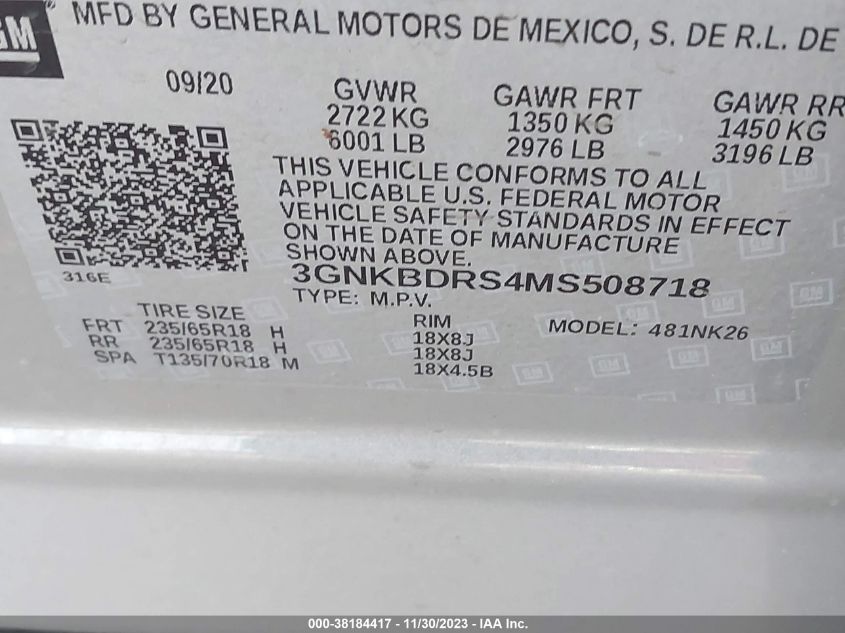 GM
MFD BY GENERAL MOTORS DE MEXICO, S. DE R.L. DE
09/20
GVWR
2722 KG
6001 LB
GAWR FRT
1350 KG
2976 LB
GAWR RR
1450 KG
3196 LB
THIS VEHICLE CONFORMS TO ALL
APPLICABLE U.S. FEDERAL MOTOR
VEHICLE SAFETY STANDARDS IN EFFECT
ON THE DATE OF MANUFACTURE
SHOWN ABOVE.
316E
3GNKBDRS4MS508718
TYPE: M.P.V.
TIRE SIZE
FRT 235/65R18 H
RR 235/65R18 H
SPA T135/70R18 M
RIM
18X8J
18X8J
18X4.5B
MODEL: 481NK26
000-38184417 - 11/30/2023 - IAA Inc.